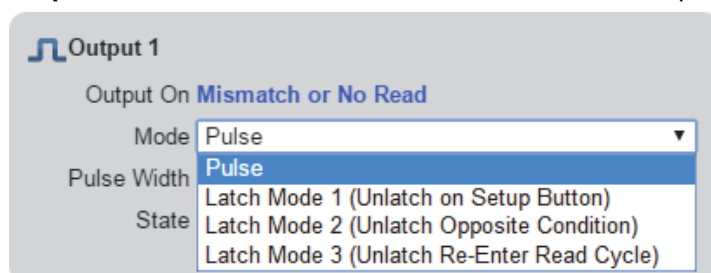 Output 1
Output On Mismatch or No Read
Mode Pulse
Pulse
Pulse Width
Latch Mode 1 (Unlatch on Setup Button)
State
Latch Mode 2 (Unlatch Opposite Condition)
Latch Mode 3 (Unlatch Re-Enter Read Cycle)